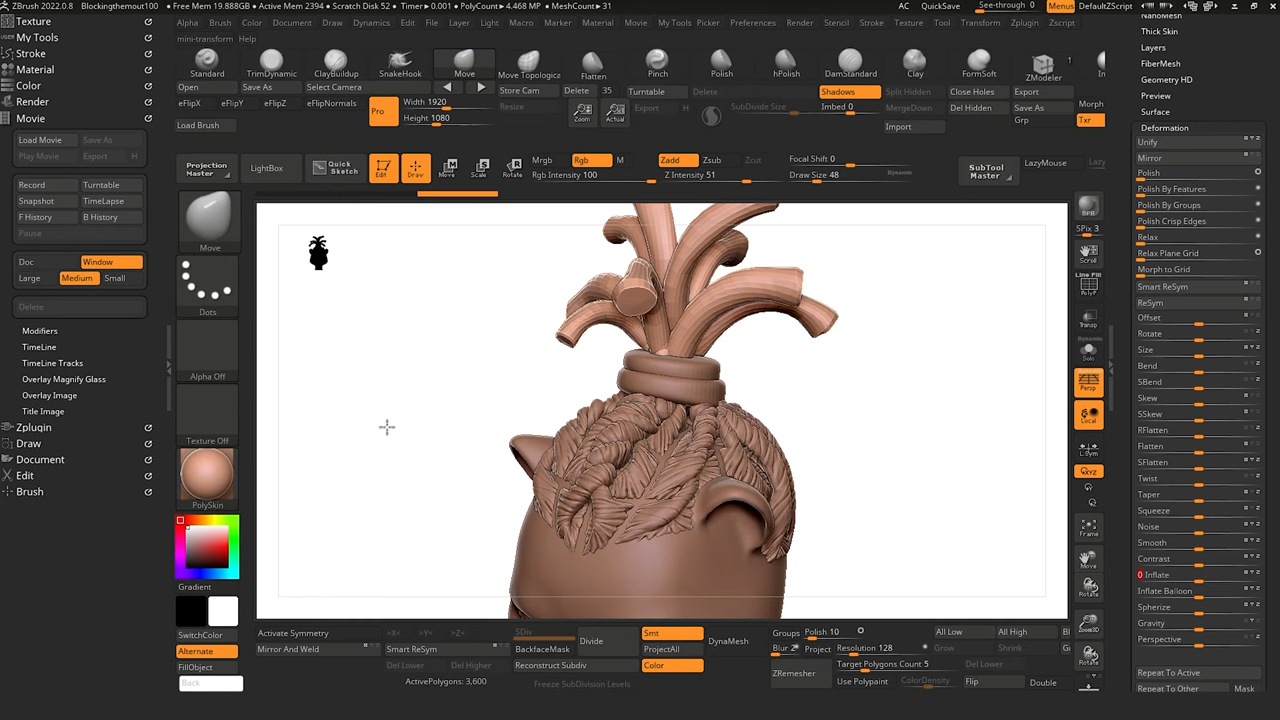 ZBrush 2022.0.8 Blockingthemout100 • Free Mem 19.888GB • Active Mem 2394 • Scratch Disk 52 • Timer▶0.001 • PolyCount▶4.468 MP • MeshCount▶31
AC QuickSave See-through 0 Menus DefaultZScript
Alpha Brush Color Document Draw Dynamics Edit File Layer Light Macro Marker Material Movie My Tools Picker Preferences Render Stencil Stroke Texture Tool Transform Zplugin Zscript
mini-transform Help
Texture
My Tools
Stroke
Material
Color
Render
Movie
Load Movie Save As
Play Movie Export H
Record Turntable
Snapshot TimeLapse
F History B History
Pause
Doc Window
Large Medium Small
Delete
Modifiers
TimeLine
TimeLine Tracks
Overlay Magnify Glass
Overlay Image
Title Image
Zplugin
Draw
Document
Edit
Brush
Standard TrimDynamic ClayBuildup SnakeHook Move Move Topologic Flatten Pinch Polish hPolish DamStandard Clay FormSoft ZModeler 1 In
Open Save As Select Camera Store Cam Delete 35 Turntable Delete Shadows Split Hidden Close Holes Export
eFlipX eFlipY eFlipZ eFlipNormals Pro Width 1920 Resize Zoom Actual Export H SubDivide Size Imbed 0 MergeDown Del Hidden Save As Morph
Height 1080 Import Grp Txr
Load Brush
Projection Master LightBox Quick Sketch Edit Draw Move Scale Rotate Mrgb Rgb M Zadd Zsub Zcut Focal Shift 0 SubTool Master LazyMouse Lazy
Rgb Intensity 100 Z Intensity 51 Draw Size 48 Dynamic
Move
Dots
Alpha Off
Texture Off
PolySkin
Gradient
SwitchColor
Alternate
FillObject
Back
BPR
SPix 3
Scroll
Line Fill
PolyF
Transp
Dynamic
Solo
Persp
Local
L.Sym
XYZ
Frame
Move
Rotate
Zoom3D
Rotate
NanoMesh
Thick Skin
Layers
FiberMesh
Geometry HD
Preview
Surface
Deformation
Unify
Mirror
Polish
Polish By Features
Polish By Groups
Polish Crisp Edges
Relax
Relax Plane Grid
Morph to Grid
Smart ReSym
ReSym
Offset
Rotate
Size
Bend
SBend
Skew
SSkew
RFlatten
Flatten
SFlatten
Twist
Taper
Squeeze
Noise
Smooth
Contrast
0 Inflate
Inflate Balloon
Spherize
Gravity
Perspective
Repeat To Active
Repeat To Other Mask
Activate Symmetry >X< >Y< >Z< SDiv Divide Smt DynaMesh Groups Polish 10 All Low All High Bl
Mirror And Weld Smart ReSym BackfaceMask ProjectAll Blur 2 Project Resolution 128 Grow Shrink
Del Lower Del Higher Reconstruct Subdiv Color ZRemesher Target Polygons Count 5 Del Lower
ActivePolygons: 3,600 Freeze SubDivision Levels Use Polypaint ColorDensity Flip Double